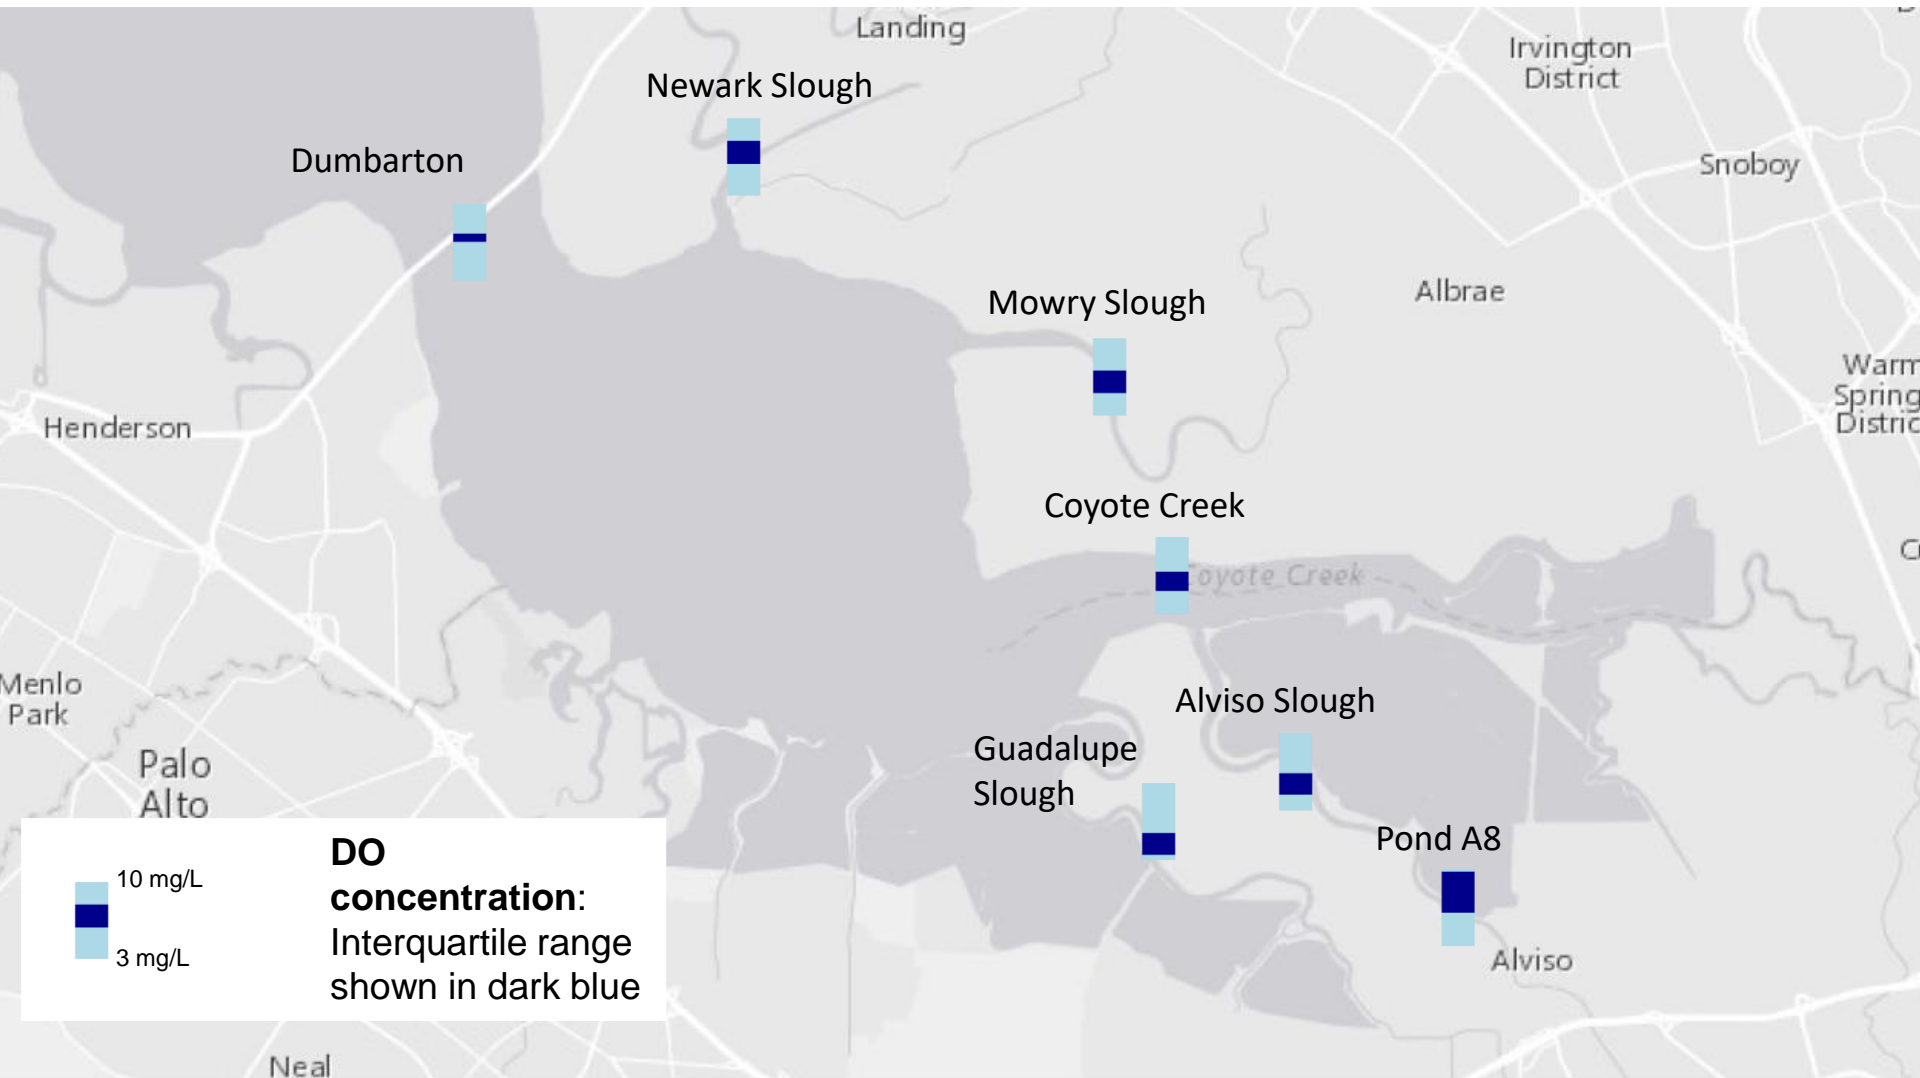 Landing
Irvington
District
Newark Slough
Dumbarton
Snoboy
Mowry Slough
Albrae
Warm
Spring
Distric
Henderson
Coyote Creek
Coyote Creek
Menlo
Park
Alviso Slough
Guadalupe
Slough
Palo
Alto
Pond A8
Alviso
10 mg/L
3 mg/L
DO
concentration:
Interquartile range
shown in dark blue
Neal